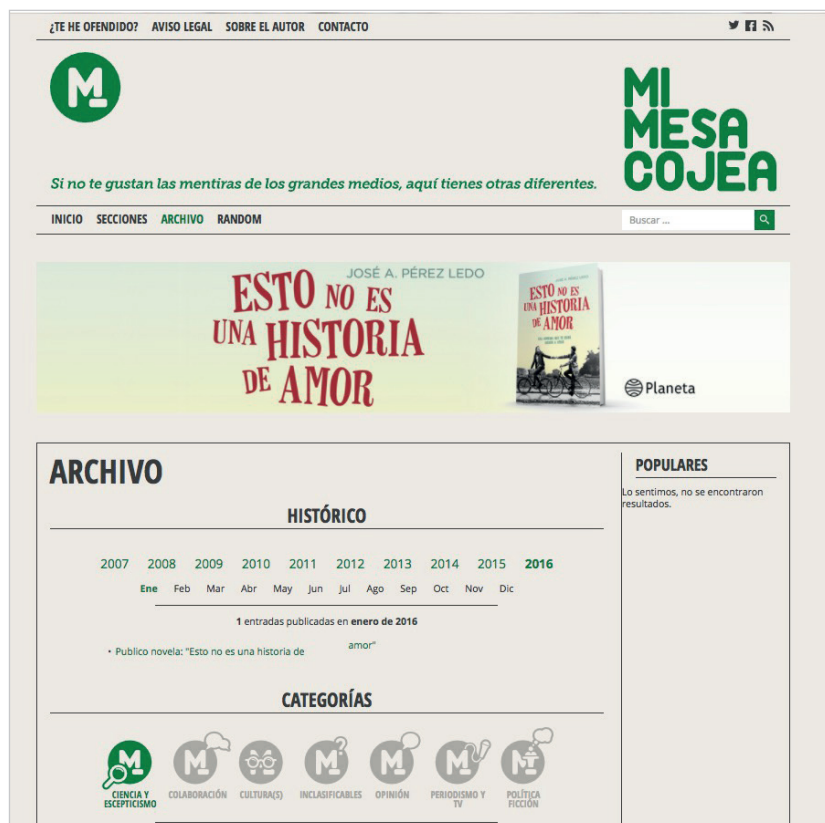 ¿TE HE OFENDIDO? AVISO LEGAL SOBRE EL AUTOR CONTACTO
M
MI
MESA
COJEA
Si no te gustan las mentiras de los grandes medios, aquí tienes otras diferentes.
INICIO SECCIONES ARCHIVO RANDOM
Buscar ...
JOSÉ A. PÉREZ LEDO
ESTO NO ES
UNA HISTORIA
DE AMOR
ESTO NO ES
UNA HISTORIA
DE AMOR
Planeta
ARCHIVO
HISTÓRICO
2007 2008 2009 2010 2011 2012 2013 2014 2015 2016
Ene Feb Mar Abr May Jun Jul Ago Sep Oct Nov Dic
1 entradas publicadas en enero de 2016
• Publico novela: "Esto no es una historia de amor"
CATEGORÍAS
M M M M M M
CIENCIA Y ESCEPTICISMO
COLABORACIÓN
CULTURA(S)
INCLASIFICABLES
OPINIÓN
PERIODISMO Y TV
POLÍTICA FICCIÓN
POPULARES
Lo sentimos, no se encontraron
resultados.